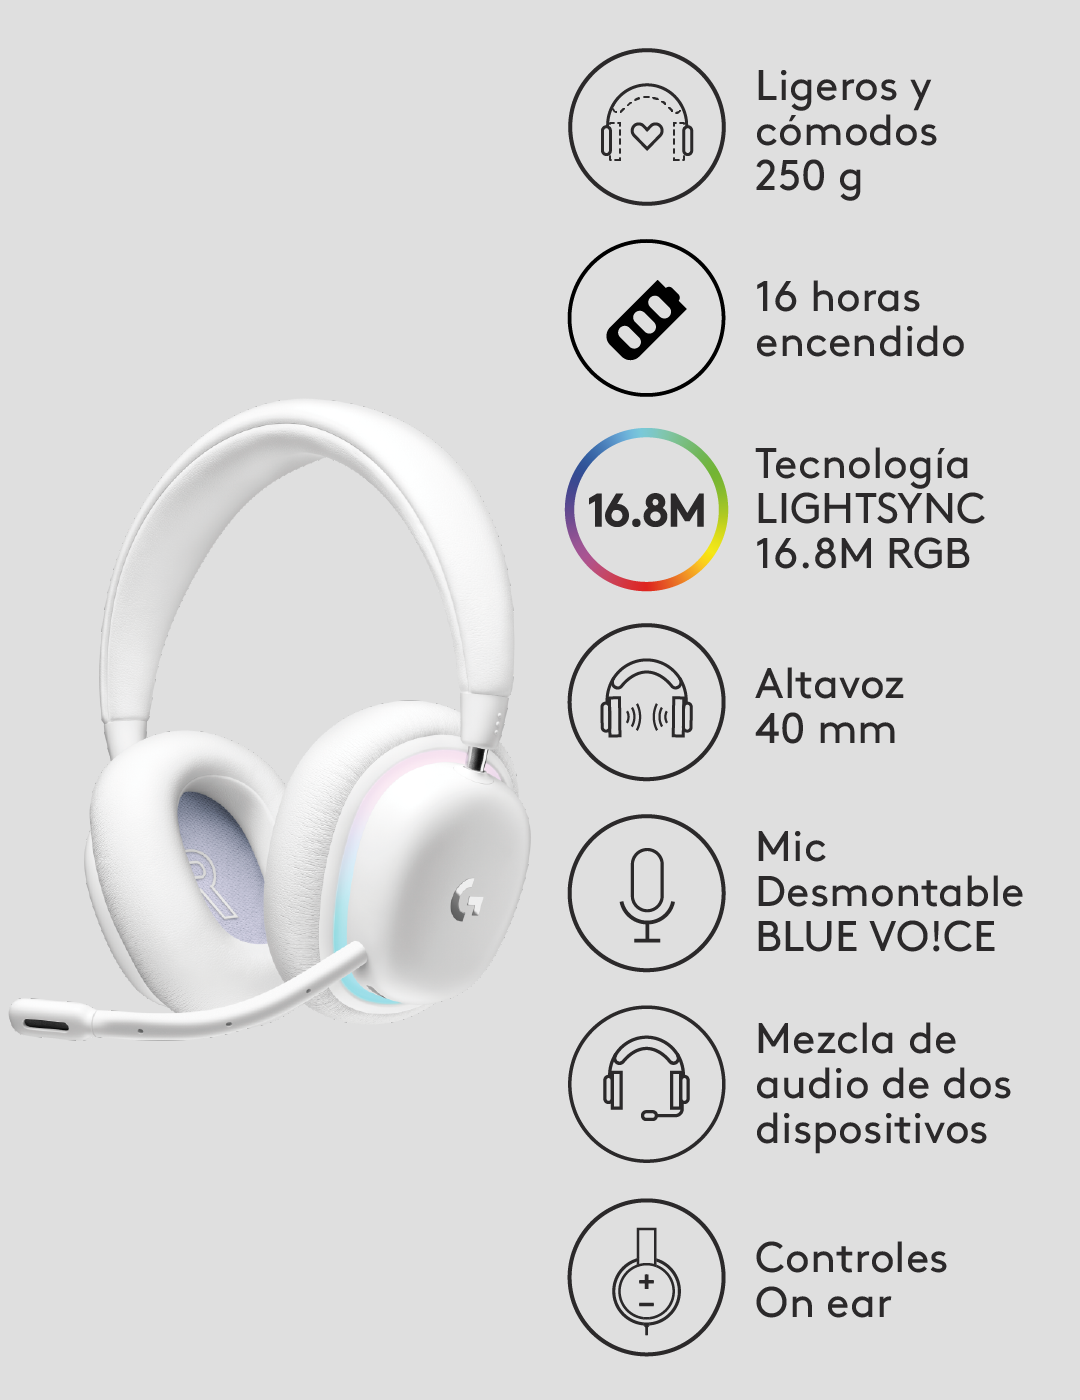 Ligeros y
cómodos
250 g
16 horas
encendido
16.8M
Tecnología
LIGHTSYNC
16.8M RGB
Altavoz
40 mm
Mic
Desmontable
BLUE VO!CE
Mezcla de
audio de dos
dispositivos
+
−
Controles
On ear
R
G